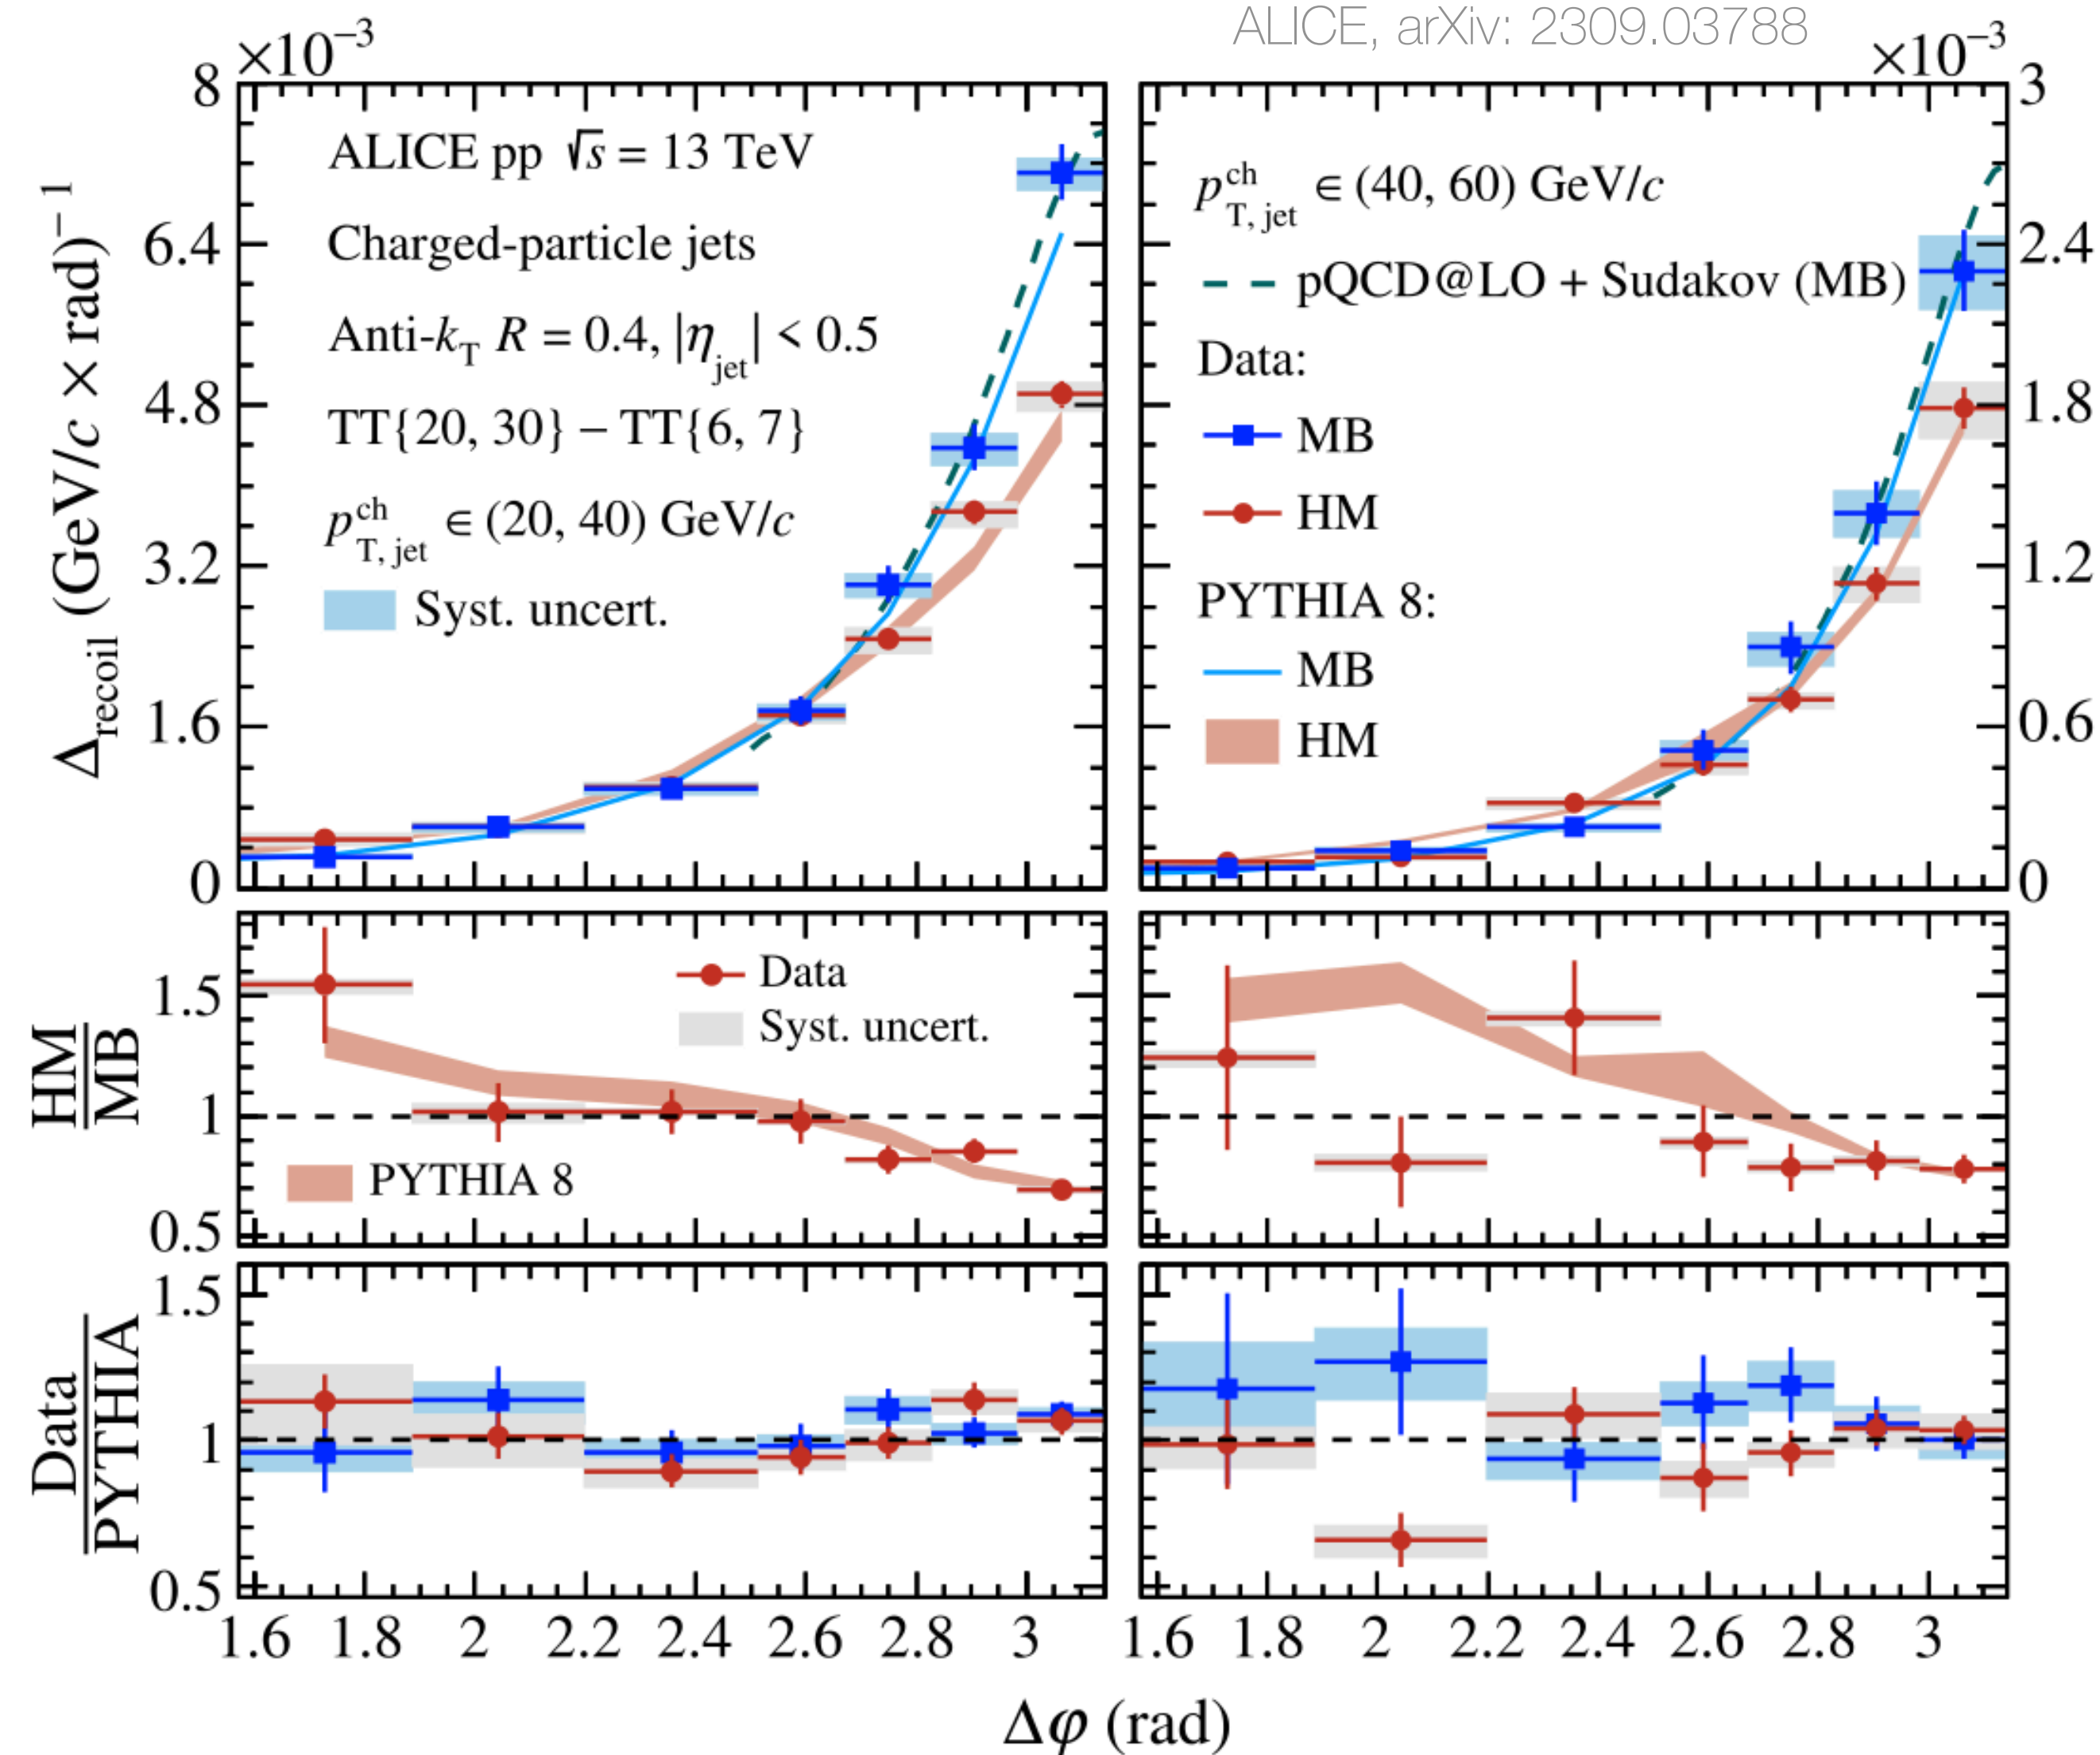 ALICE, arXiv: 2309.03788
×10⁻³
×10⁻³
8
6.4
4.8
3.2
1.6
0
Δrecoil (GeV/c × rad)⁻¹
ALICE pp √s = 13 TeV
Charged-particle jets
Anti-kT R = 0.4, |ηjet| < 0.5
TT{20, 30} − TT{6, 7}
p^ch_T, jet ∈ (20, 40) GeV/c
Syst. uncert.
p^ch_T, jet ∈ (40, 60) GeV/c
pQCD@LO + Sudakov (MB)
Data:
MB
HM
PYTHIA 8:
MB
HM
3
2.4
1.8
1.2
0.6
0
HM
MB
1.5
1
0.5
Data
Syst. uncert.
PYTHIA 8
Data
PYTHIA
1.5
1
0.5
1.6 1.8 2 2.2 2.4 2.6 2.8 3
1.6 1.8 2 2.2 2.4 2.6 2.8 3
Δφ (rad)